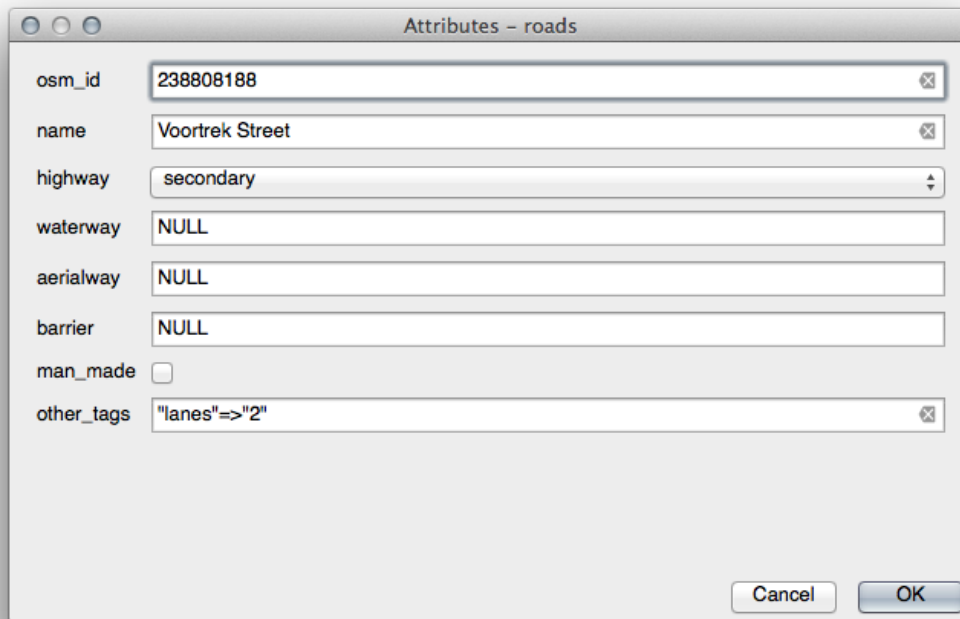 Attributes – roads
osm_id 238808188
name Voortrek Street
highway secondary
waterway NULL
aerialway NULL
barrier NULL
man_made
other_tags "lanes"=>"2"
Cancel OK